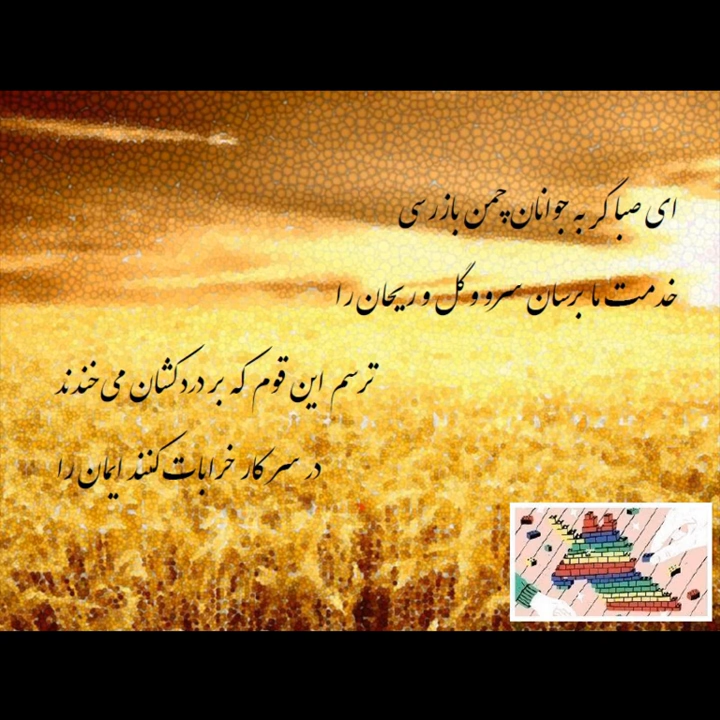 ای صبا گر به جوانان چمن بازرسی
خدمت ما برسان سرو و گل و ریحان را
ترسم این قوم که بر دردکشان می‌خندند
در سر کار خرابات کنند ایمان را